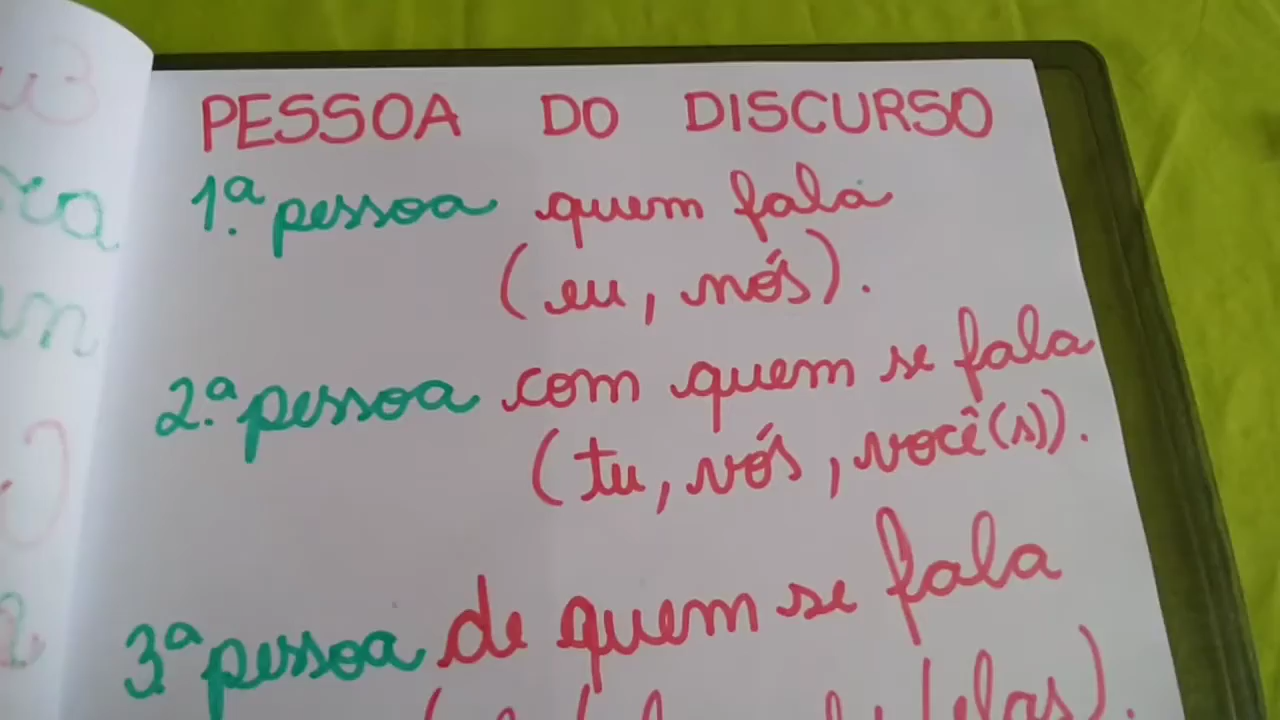 PESSOA DO DISCURSO
1.ª pessoa quem fala
(eu, nós).
2.ª pessoa com quem se fala
(tu, vós, você(s)).
3ª pessoa de quem se fala